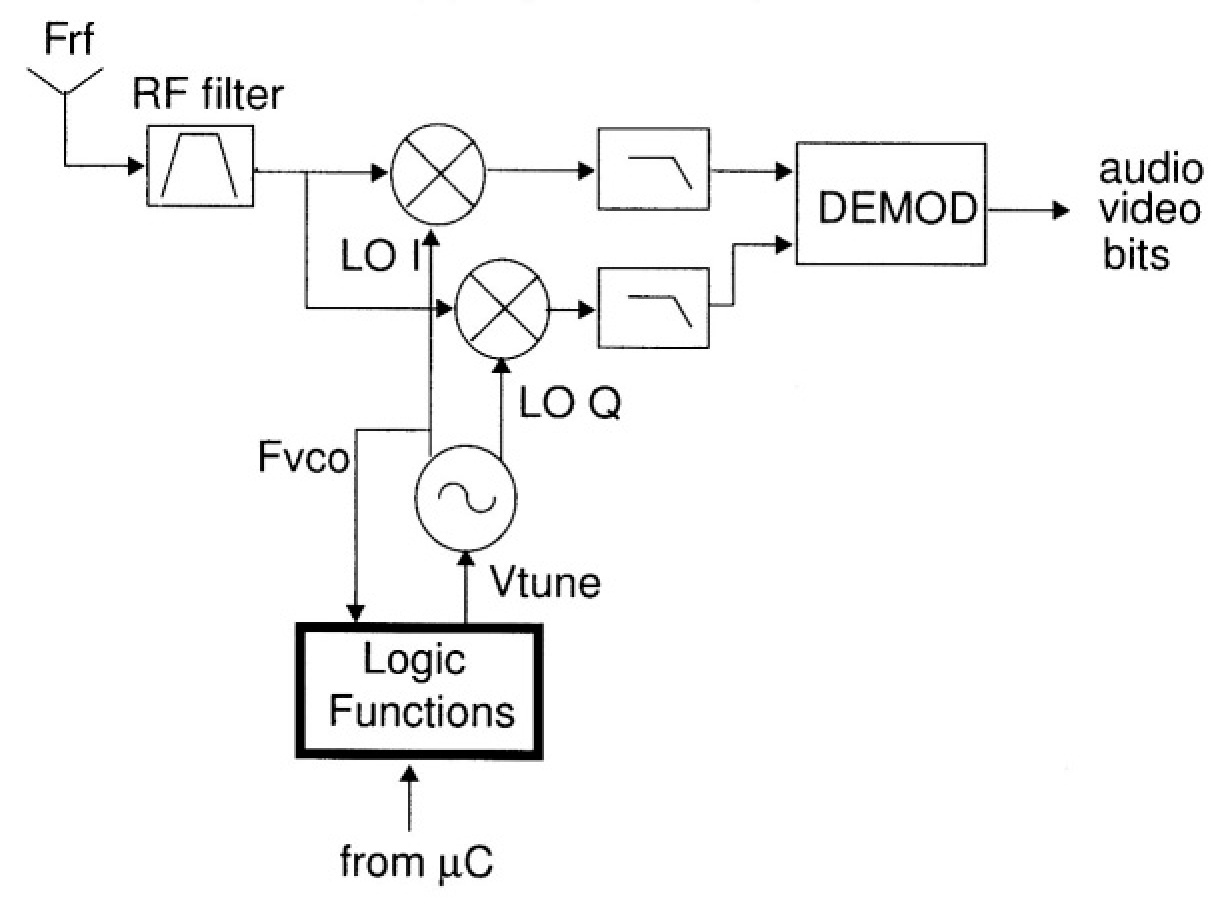 Frf
RF filter
LO I
DEMOD
audio
video
bits
LO Q
Fvco
Vtune
Logic
Functions
from µC